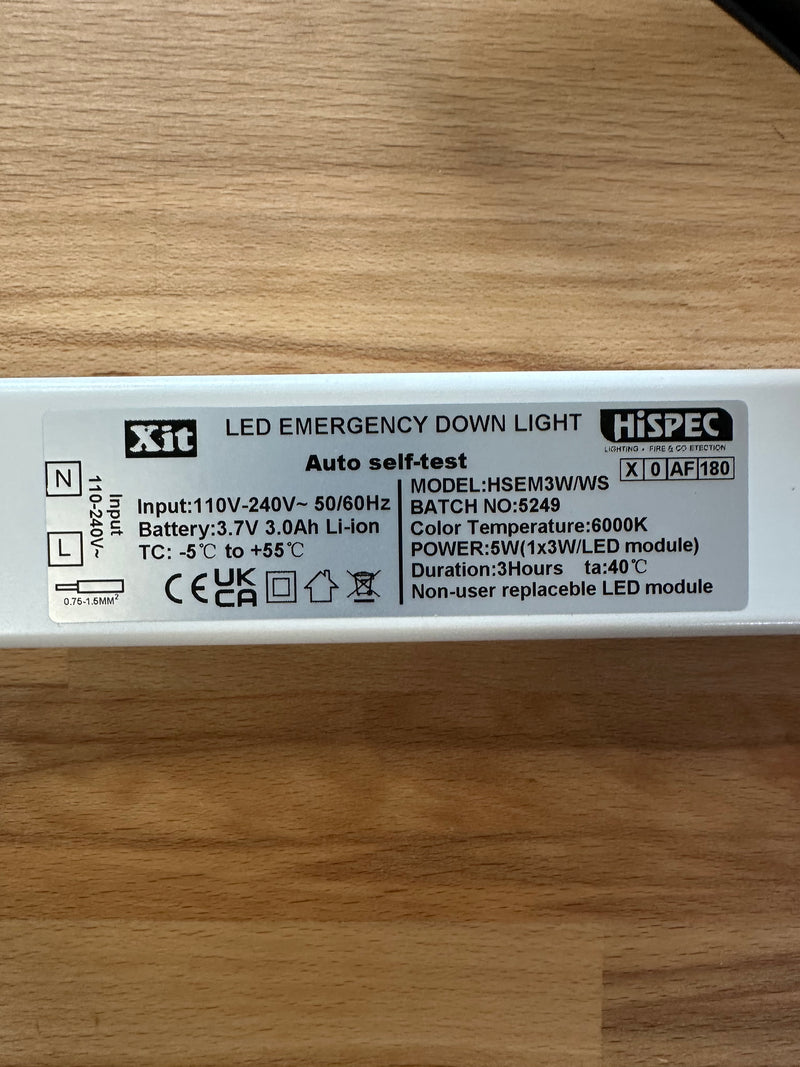 Xit
LED EMERGENCY DOWN LIGHT
HiSPEC
LIGHTING • FIRE & CO ETECTION
Auto self-test
X 0 AF 180
N
L
Input
110-240V~
0.75-1.5MM²
Input:110V-240V~ 50/60Hz
Battery:3.7V 3.0Ah Li-ion
TC: -5℃ to +55℃
CE UK CA
MODEL:HSEM3W/WS
BATCH NO:5249
Color Temperature:6000K
POWER:5W(1x3W/LED module)
Duration:3Hours ta:40℃
Non-user replaceble LED module